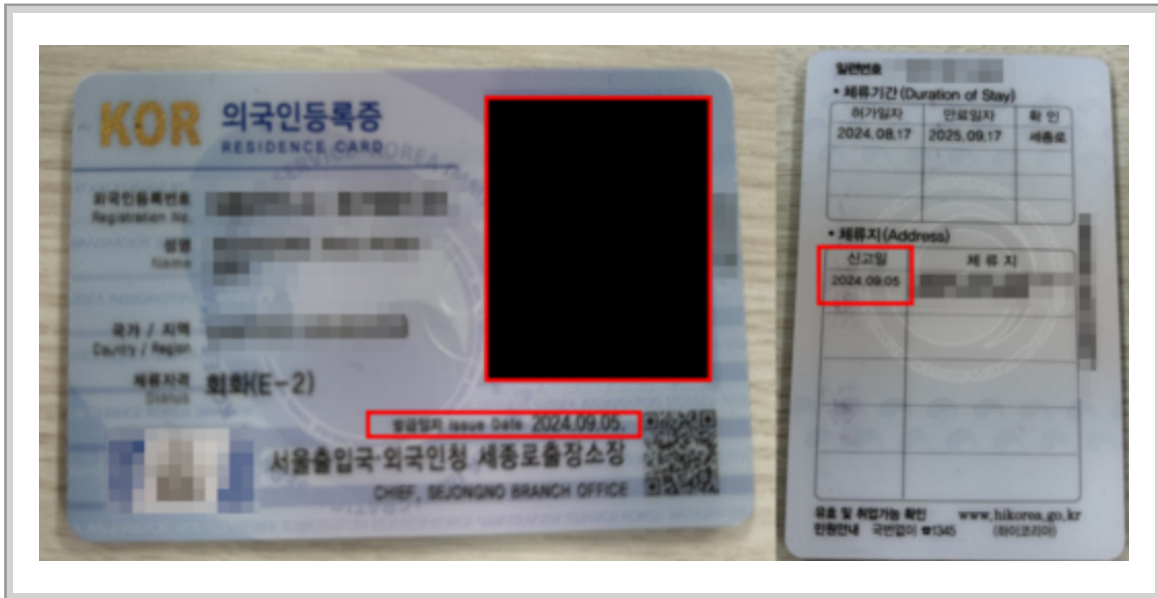 KOR 의국인등록증
RESIDENCE CARD
외국인등록번호
Registration No.
성명
Name
국가 / 지역
Country / Region
체류자격 회화(E-2)
Status
발급일자 Issue Date 2024.09.05.
서울출입국·외국인청 세종로출장소장
CHIEF, SEJONGNO BRANCH OFFICE
일련번호
• 체류기간(Duration of Stay)
허가일자 만료일자 확 인
2024.08.17 2025.09.17 세종로
• 체류지(Address)
신고일 체 류 지
2024.09.05
유효 및 취업가능 확인 www.hikorea.go.kr
민원안내 국번없이 ☎1345 (하이코리아)